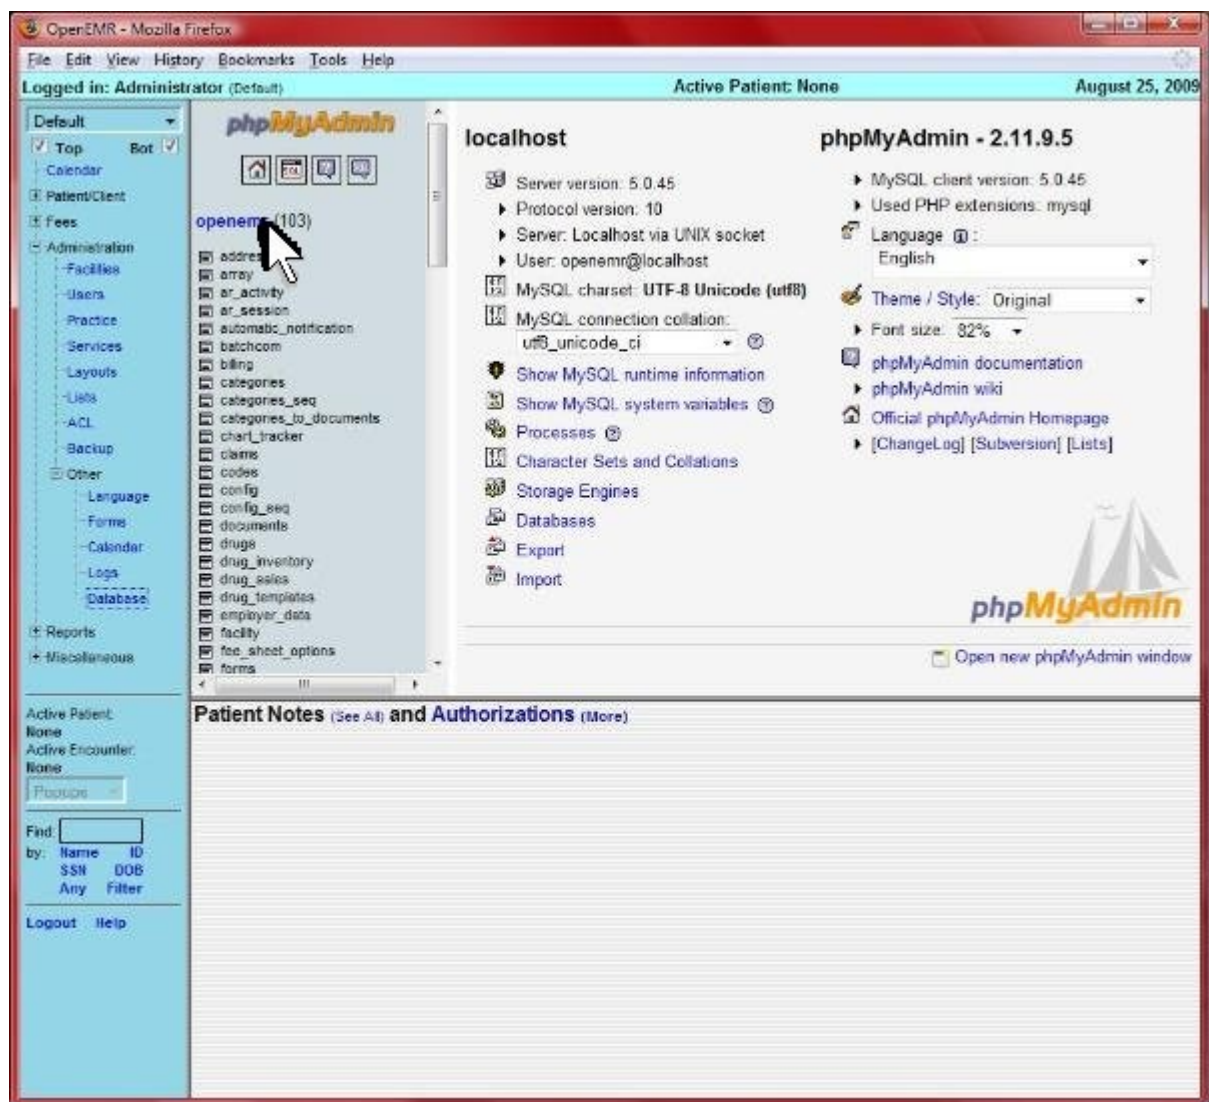 OpenEMR - Mozilla Firefox
File Edit View History Bookmarks Tools Help
Logged in: Administrator (Default) Active Patient: None August 25, 2009
Default
Top Bot
Calendar
Patient/Client
Fees
Administration
Facilities
Users
Practice
Services
Layouts
Lists
ACL
Backup
Other
Language
Forms
Calendar
Logs
Database
Reports
Miscellaneous
Active Patient:
None
Active Encounter:
None
Popups
Find:
by: Name ID
SSN DOB
Any Filter
Logout Help
phpMyAdmin
SQL
openemr (103)
array
ar_activity
ar_session
automatic_notification
batchcom
billing
categories
categories_seq
categories_to_documents
chart_tracker
claims
codes
config
config_seq
documents
drugs
drug_inventory
drug_sales
drug_templates
employer_data
facility
fee_sheet_options
forms
localhost
Server version: 5.0.45
Protocol version: 10
Server: Localhost via UNIX socket
User: openemr@localhost
MySQL charset: UTF-8 Unicode (utf8)
MySQL connection collation:
utf8_unicode_ci
Show MySQL runtime information
Show MySQL system variables
Processes
Character Sets and Collations
Storage Engines
Databases
Export
Import
phpMyAdmin - 2.11.9.5
MySQL client version: 5.0.45
Used PHP extensions: mysql
Language :
English
Theme / Style: Original
Font size: 82%
phpMyAdmin documentation
phpMyAdmin wiki
Official phpMyAdmin Homepage
[ChangeLog] [Subversion] [Lists]
phpMyAdmin
Open new phpMyAdmin window
Patient Notes (See All) and Authorizations (More)